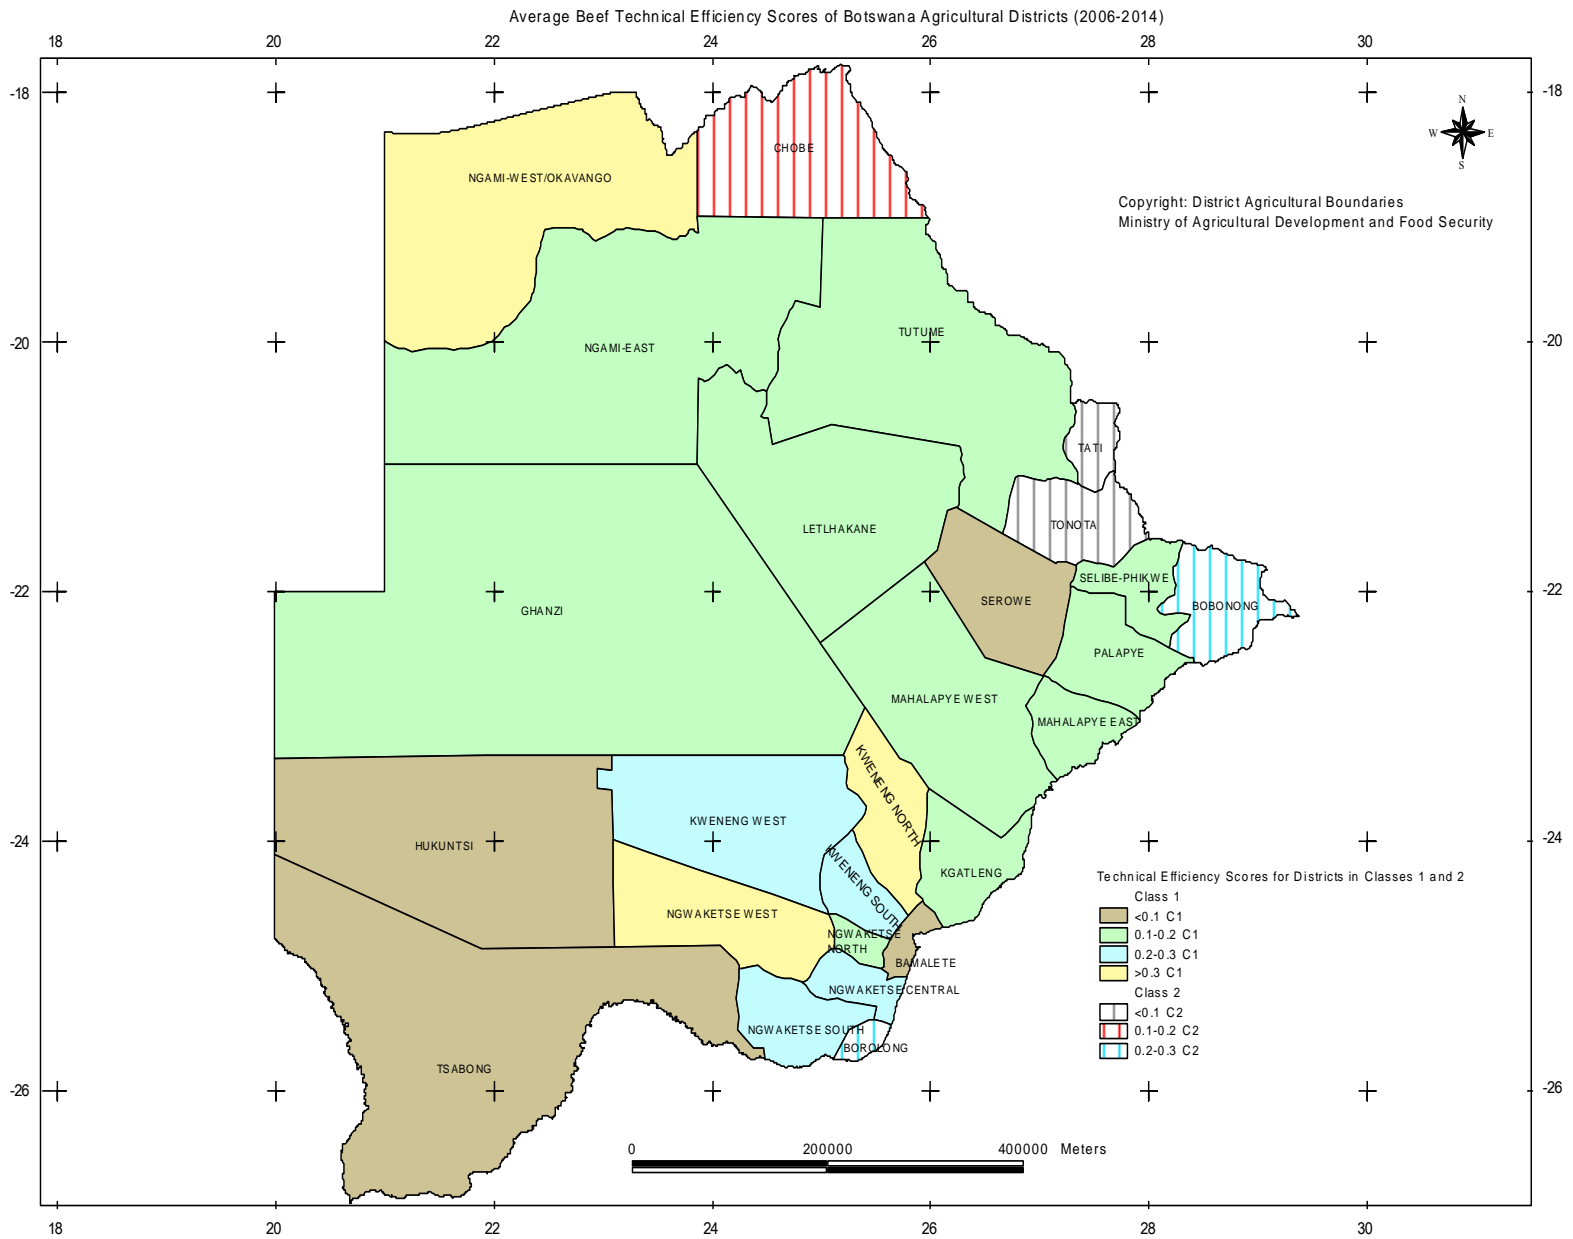 Average Beef Technical Efficiency Scores of Botswana Agricultural Districts (2006-2014)
18 20 22 24 26 28 30
-18 -18
N
W E
S
CHOBE
NGAMI-WEST/OKAVANGO
Copyright: District Agricultural Boundaries
Ministry of Agricultural Development and Food Security
TUTUME
-20 -20
NGAMI-EAST
TATI
TONOTA
LETLHAKANE
SELIBE-PHIKWE
-22 -22
SEROWE
BOBONONG
GHANZI
PALAPYE
MAHALAPYE WEST
MAHALAPYE EAST
KWENENG NORTH
KWENENG WEST
-24 -24
HUKUNTSI
KWENENG SOUTH
KGATLENG
Technical Efficiency Scores for Districts in Classes 1 and 2
Class 1
<0.1 C1
0.1-0.2 C1
0.2-0.3 C1
>0.3 C1
Class 2
<0.1 C2
0.1-0.2 C2
0.2-0.3 C2
NGWAKETSE WEST
NGWAKETSE
NORTH
BAMALETE
NGWAKETSE CENTRAL
NGWAKETSE SOUTH
BOROLONG
TSABONG
-26 -26
0 200000 400000 Meters
18 20 22 24 26 28 30